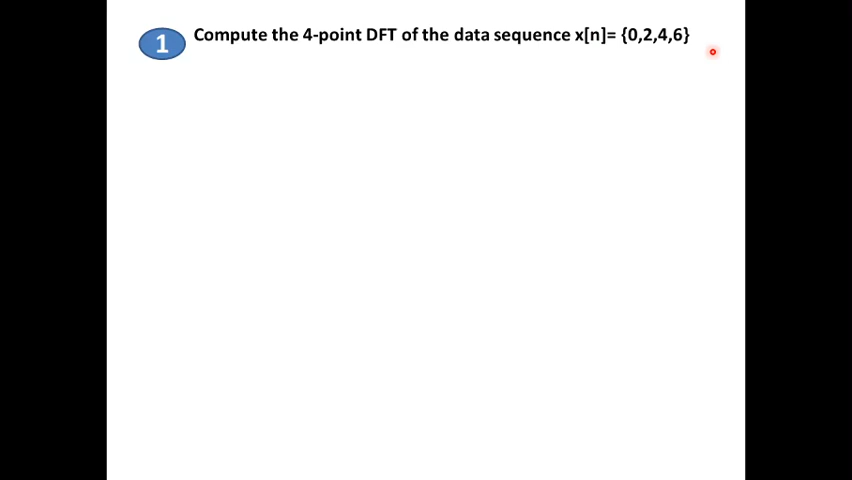 1 Compute the 4-point DFT of the data sequence x[n]= {0,2,4,6}